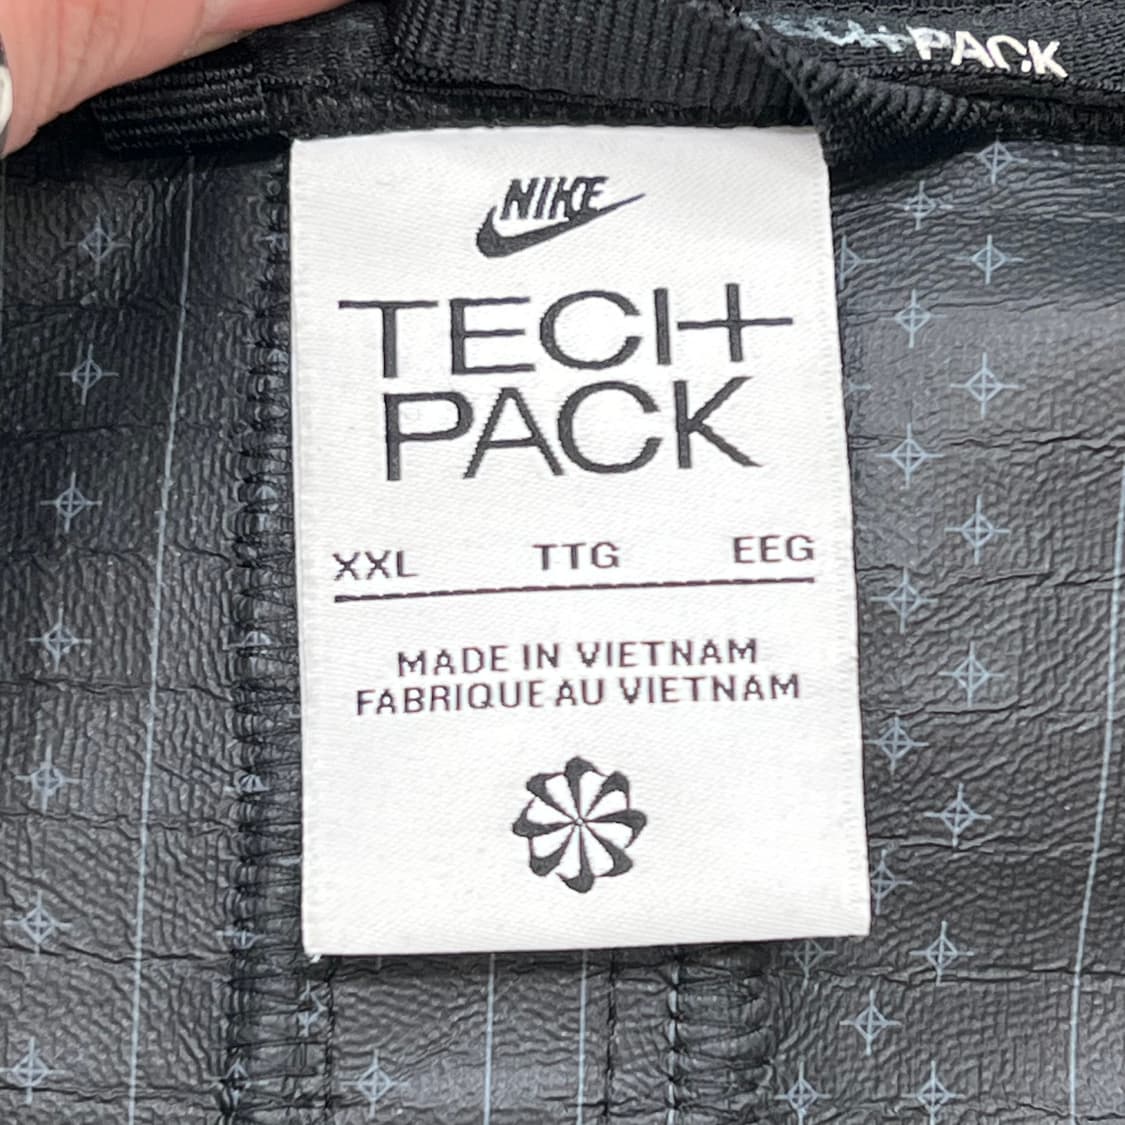 PACK
NIKE
TECH
PACK
XXL TTG EEG
MADE IN VIETNAM
FABRIQUE AU VIETNAM